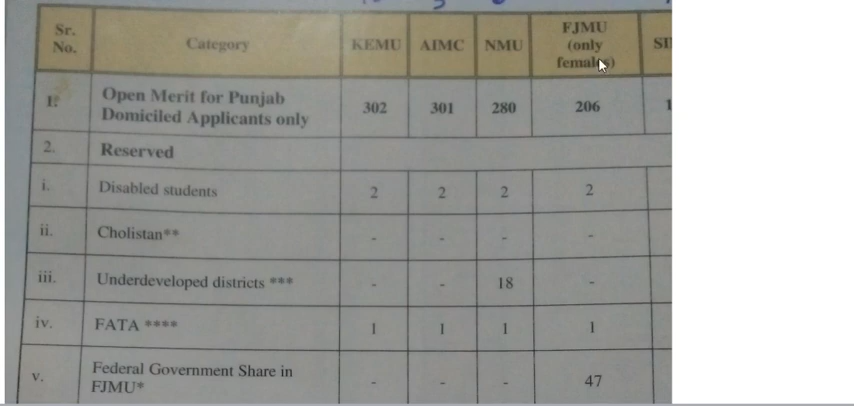 Sr. No. Category KEMU AIMC NMU FJMU (only females)
1. Open Merit for Punjab Domiciled Applicants only 302 301 280 206
2. Reserved
i. Disabled students 2 2 2 2
ii. Cholistan** - - - -
iii. Underdeveloped districts *** - - 18 -
iv. FATA **** 1 1 1 1
v. Federal Government Share in FJMU* - - - 47